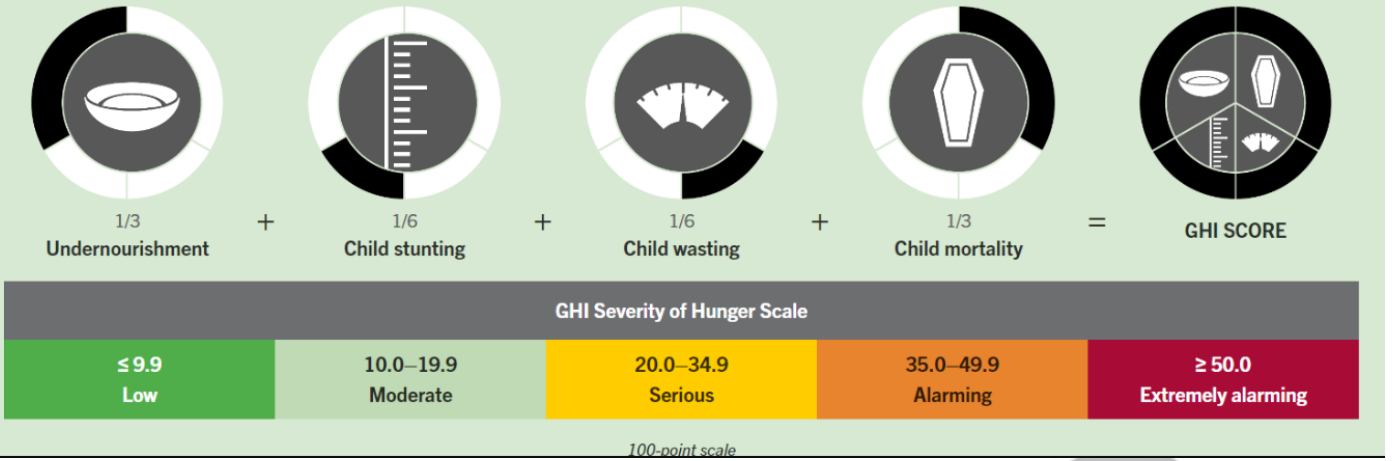 1/3 + 1/6 + 1/6 + 1/3 =
Undernourishment Child stunting Child wasting Child mortality GHI SCORE
GHI Severity of Hunger Scale
≤ 9.9 10.0–19.9 20.0–34.9 35.0–49.9 ≥ 50.0
Low Moderate Serious Alarming Extremely alarming
100-point scale